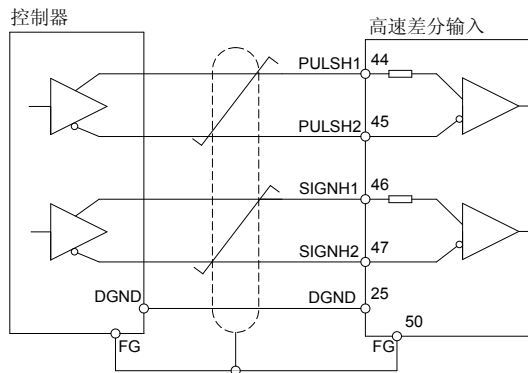 控制器
高速差分输入
PULSH1 44
PULSH2 45
SIGNH1 46
SIGNH2 47
DGND
DGND 25
FG
FG 50